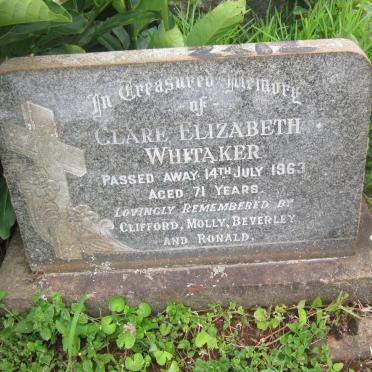 In Treasured Memory
of
CLARE ELIZABETH
WHITAKER
PASSED AWAY 14TH JULY 1963
AGED 71 YEARS.
LOVINGLY REMEMBERED BY
CLIFFORD, MOLLY, BEVERLEY
AND RONALD.